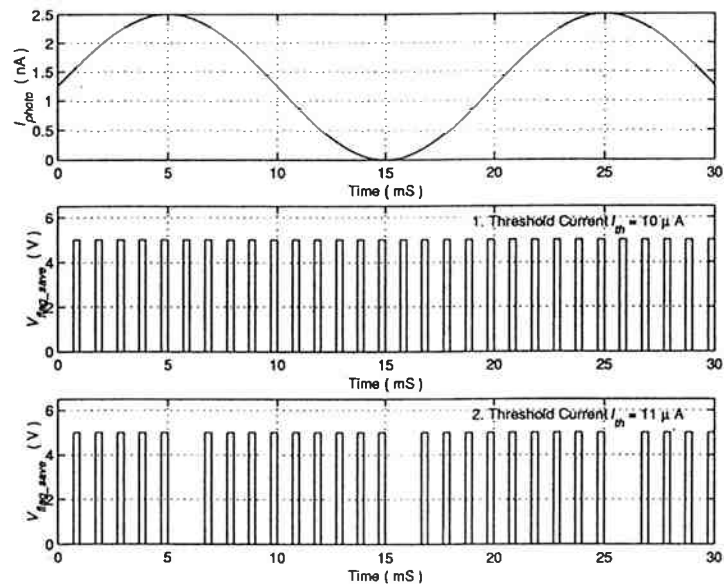 2.5
2
1.5
1
0.5
0
I_photo ( nA )
0 5 10 15 20 25 30
Time ( mS )
6
4
2
0
V_flag_save ( V )
1. Threshold Current I_th = 10 μ A
0 5 10 15 20 25 30
Time ( mS )
6
4
2
0
V_flag_save ( V )
2. Threshold Current I_th = 11 μ A
0 5 10 15 20 25 30
Time ( mS )